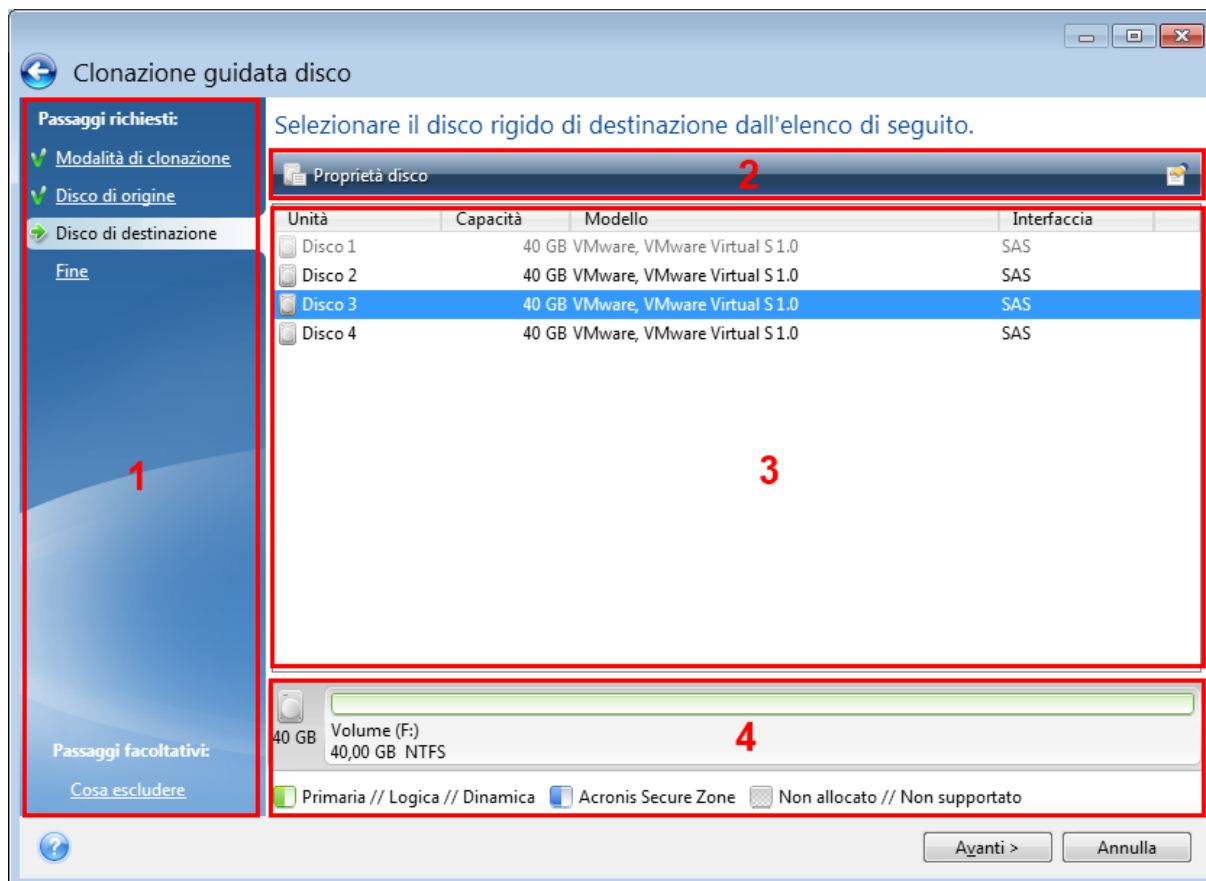 Clonazione guidata disco
Passaggi richiesti:
Modalità di clonazione
Disco di origine
Disco di destinazione
Fine
1
Passaggi facoltativi:
Cosa escludere
Selezionare il disco rigido di destinazione dall'elenco di seguito.
Proprietà disco 2
Unità Capacità Modello Interfaccia
Disco 1 40 GB VMware, VMware Virtual S 1.0 SAS
Disco 2 40 GB VMware, VMware Virtual S 1.0 SAS
Disco 3 40 GB VMware, VMware Virtual S 1.0 SAS
Disco 4 40 GB VMware, VMware Virtual S 1.0 SAS
3
40 GB
Volume (F:)
40,00 GB NTFS
4
Primaria // Logica // Dinamica Acronis Secure Zone Non allocato // Non supportato
? Avanti > Annulla